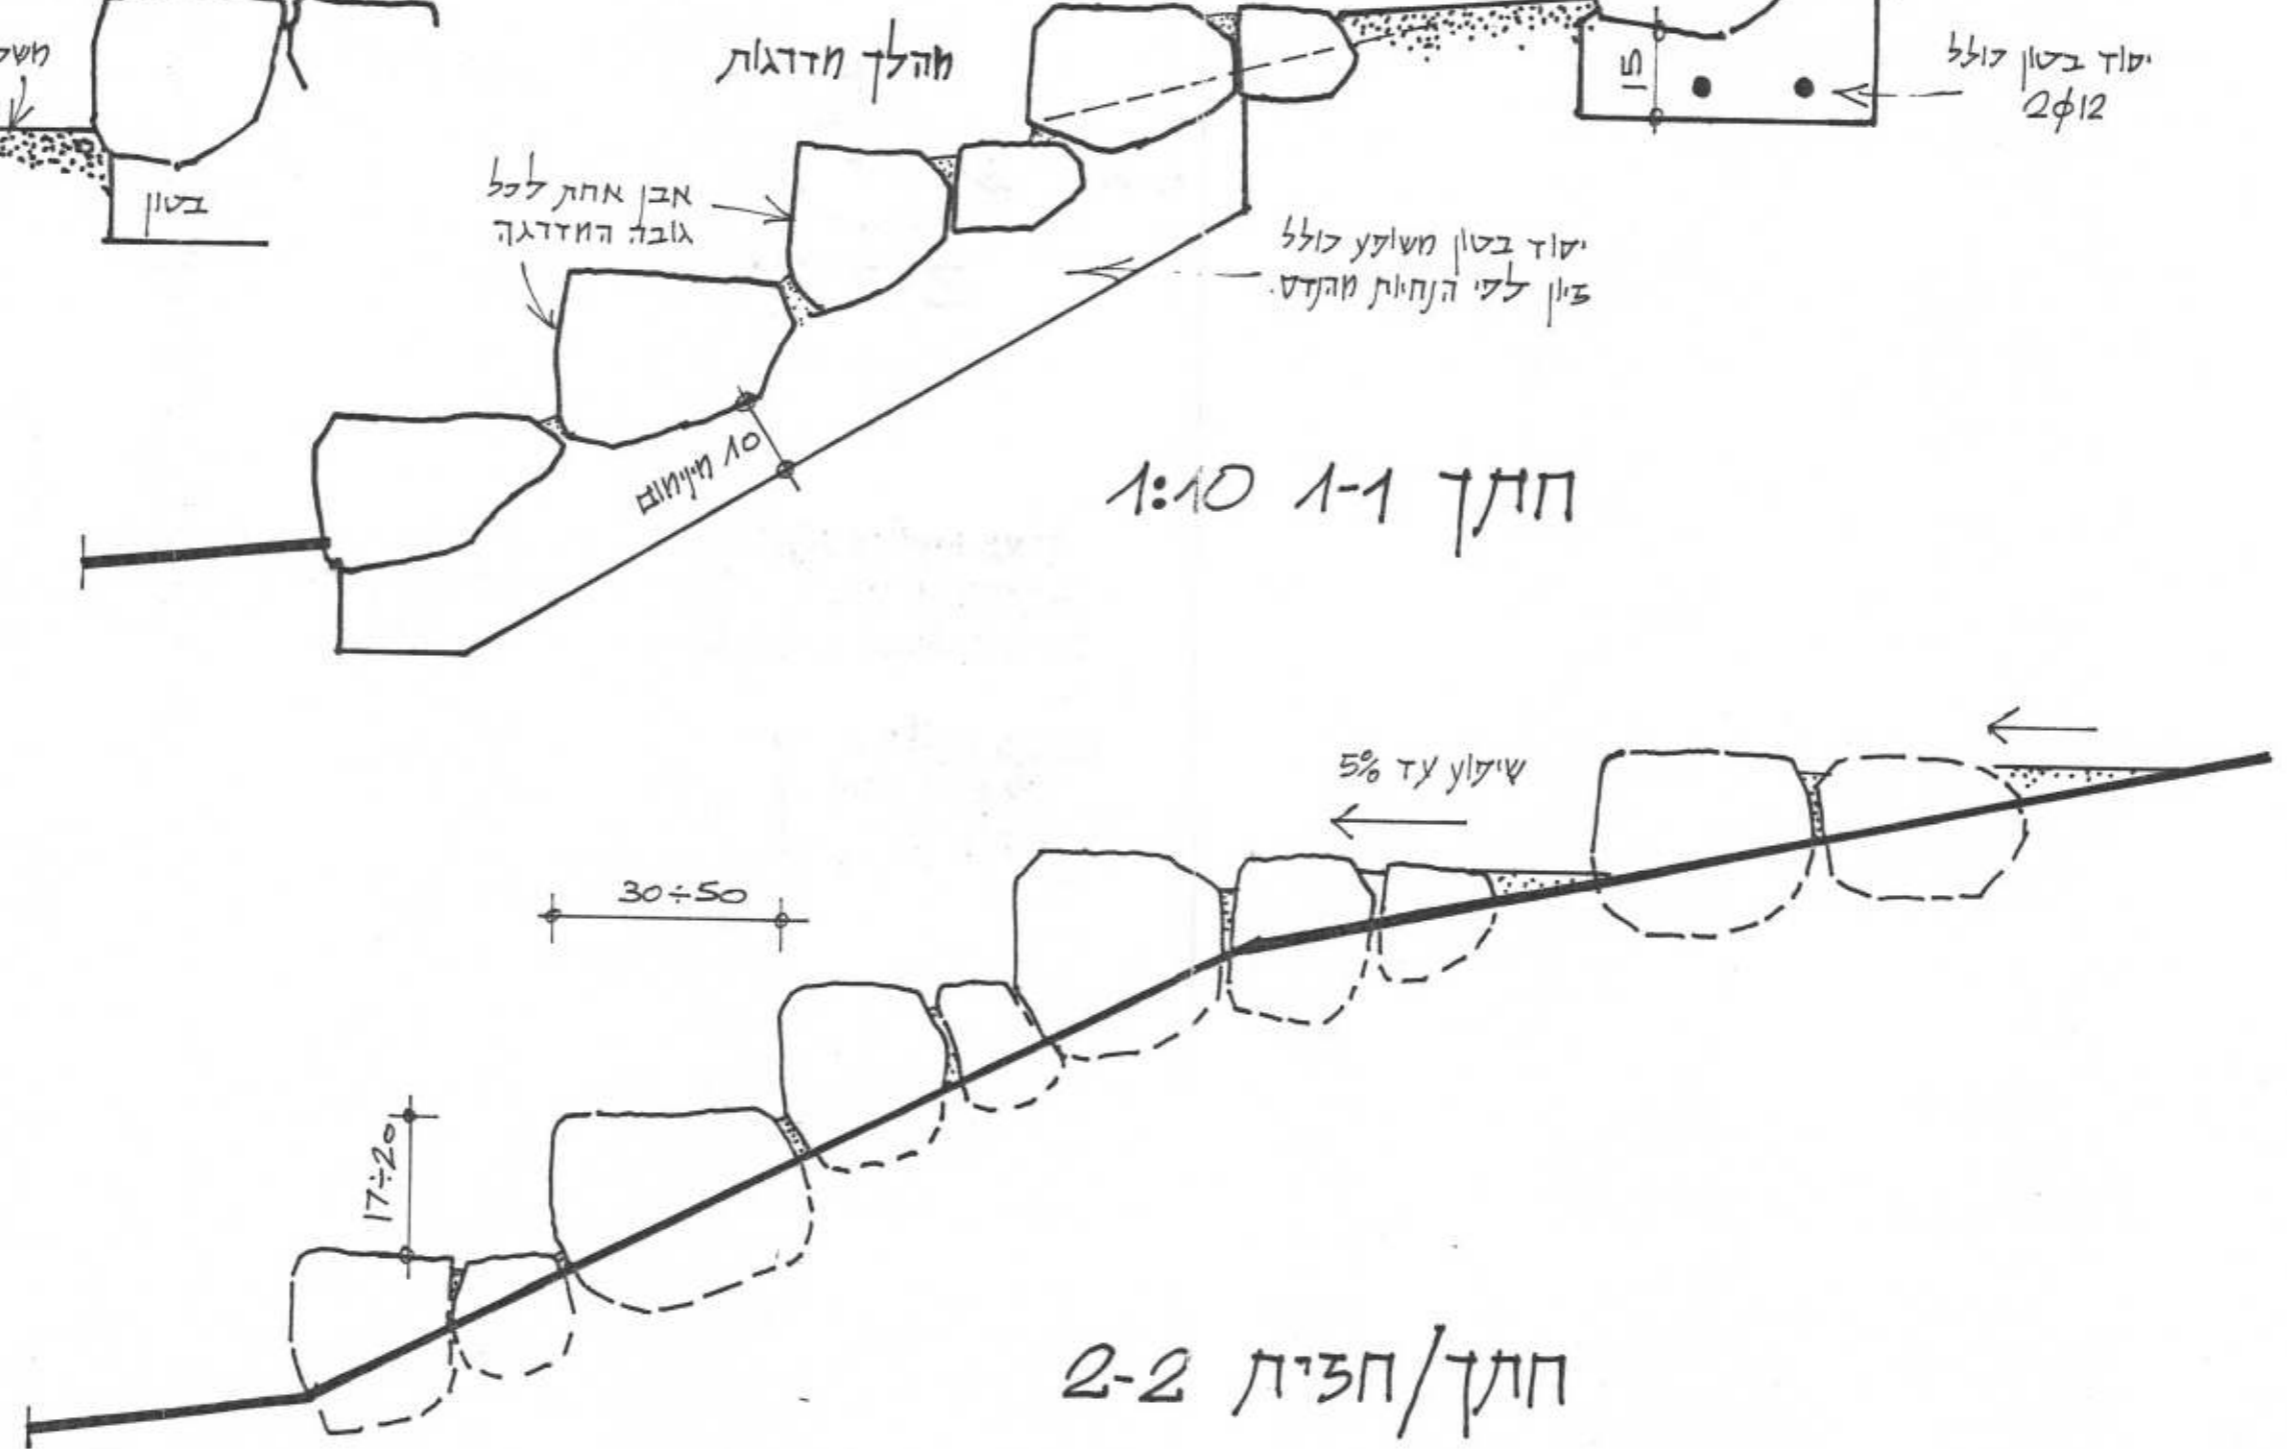 מהלך מדרגות
יסוד בטון כולל
2φ12
15
בטון
אבן אחת לכל
גובה המדרגה
יסוד בטון משופע כולל
זיון לפי הנחיות מהנדס.
10 מינימום
חתך 1-1 1:10
שיפוע עד 5%
30÷50
17÷20
חתך/חזית 2-2